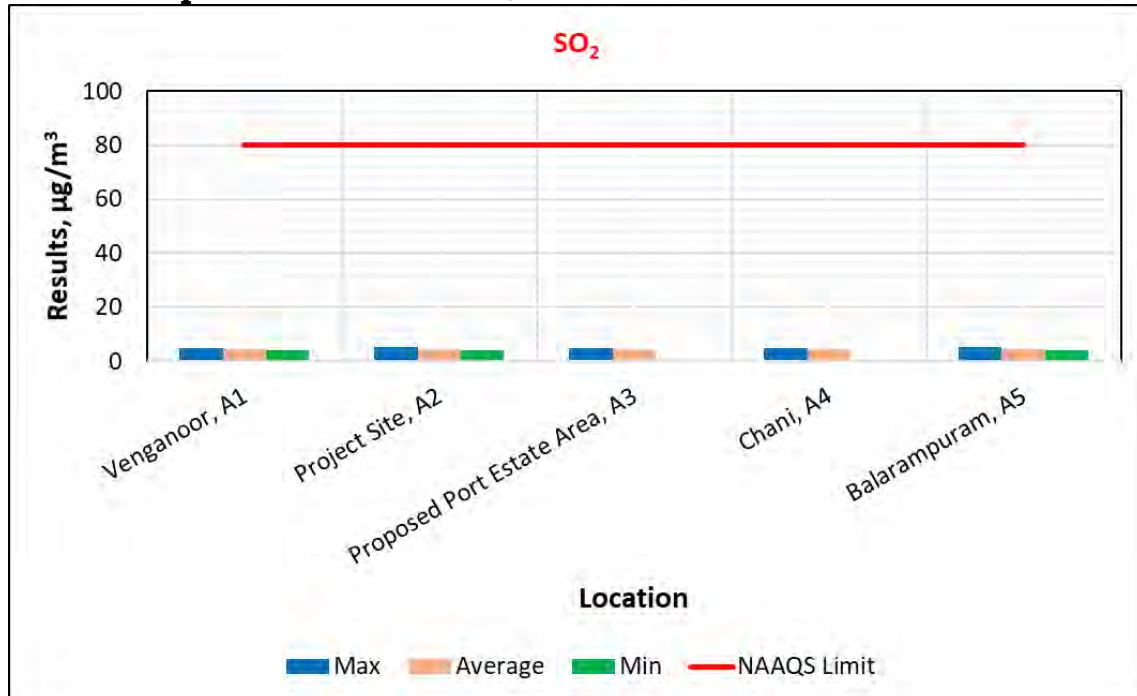 SO₂
Results, µg/m³
100
80
60
40
20
0
Venganoor, A1
Project Site, A2
Proposed Port Estate Area, A3
Chani, A4
Balarampuram, A5
Location
Max Average Min NAAQS Limit